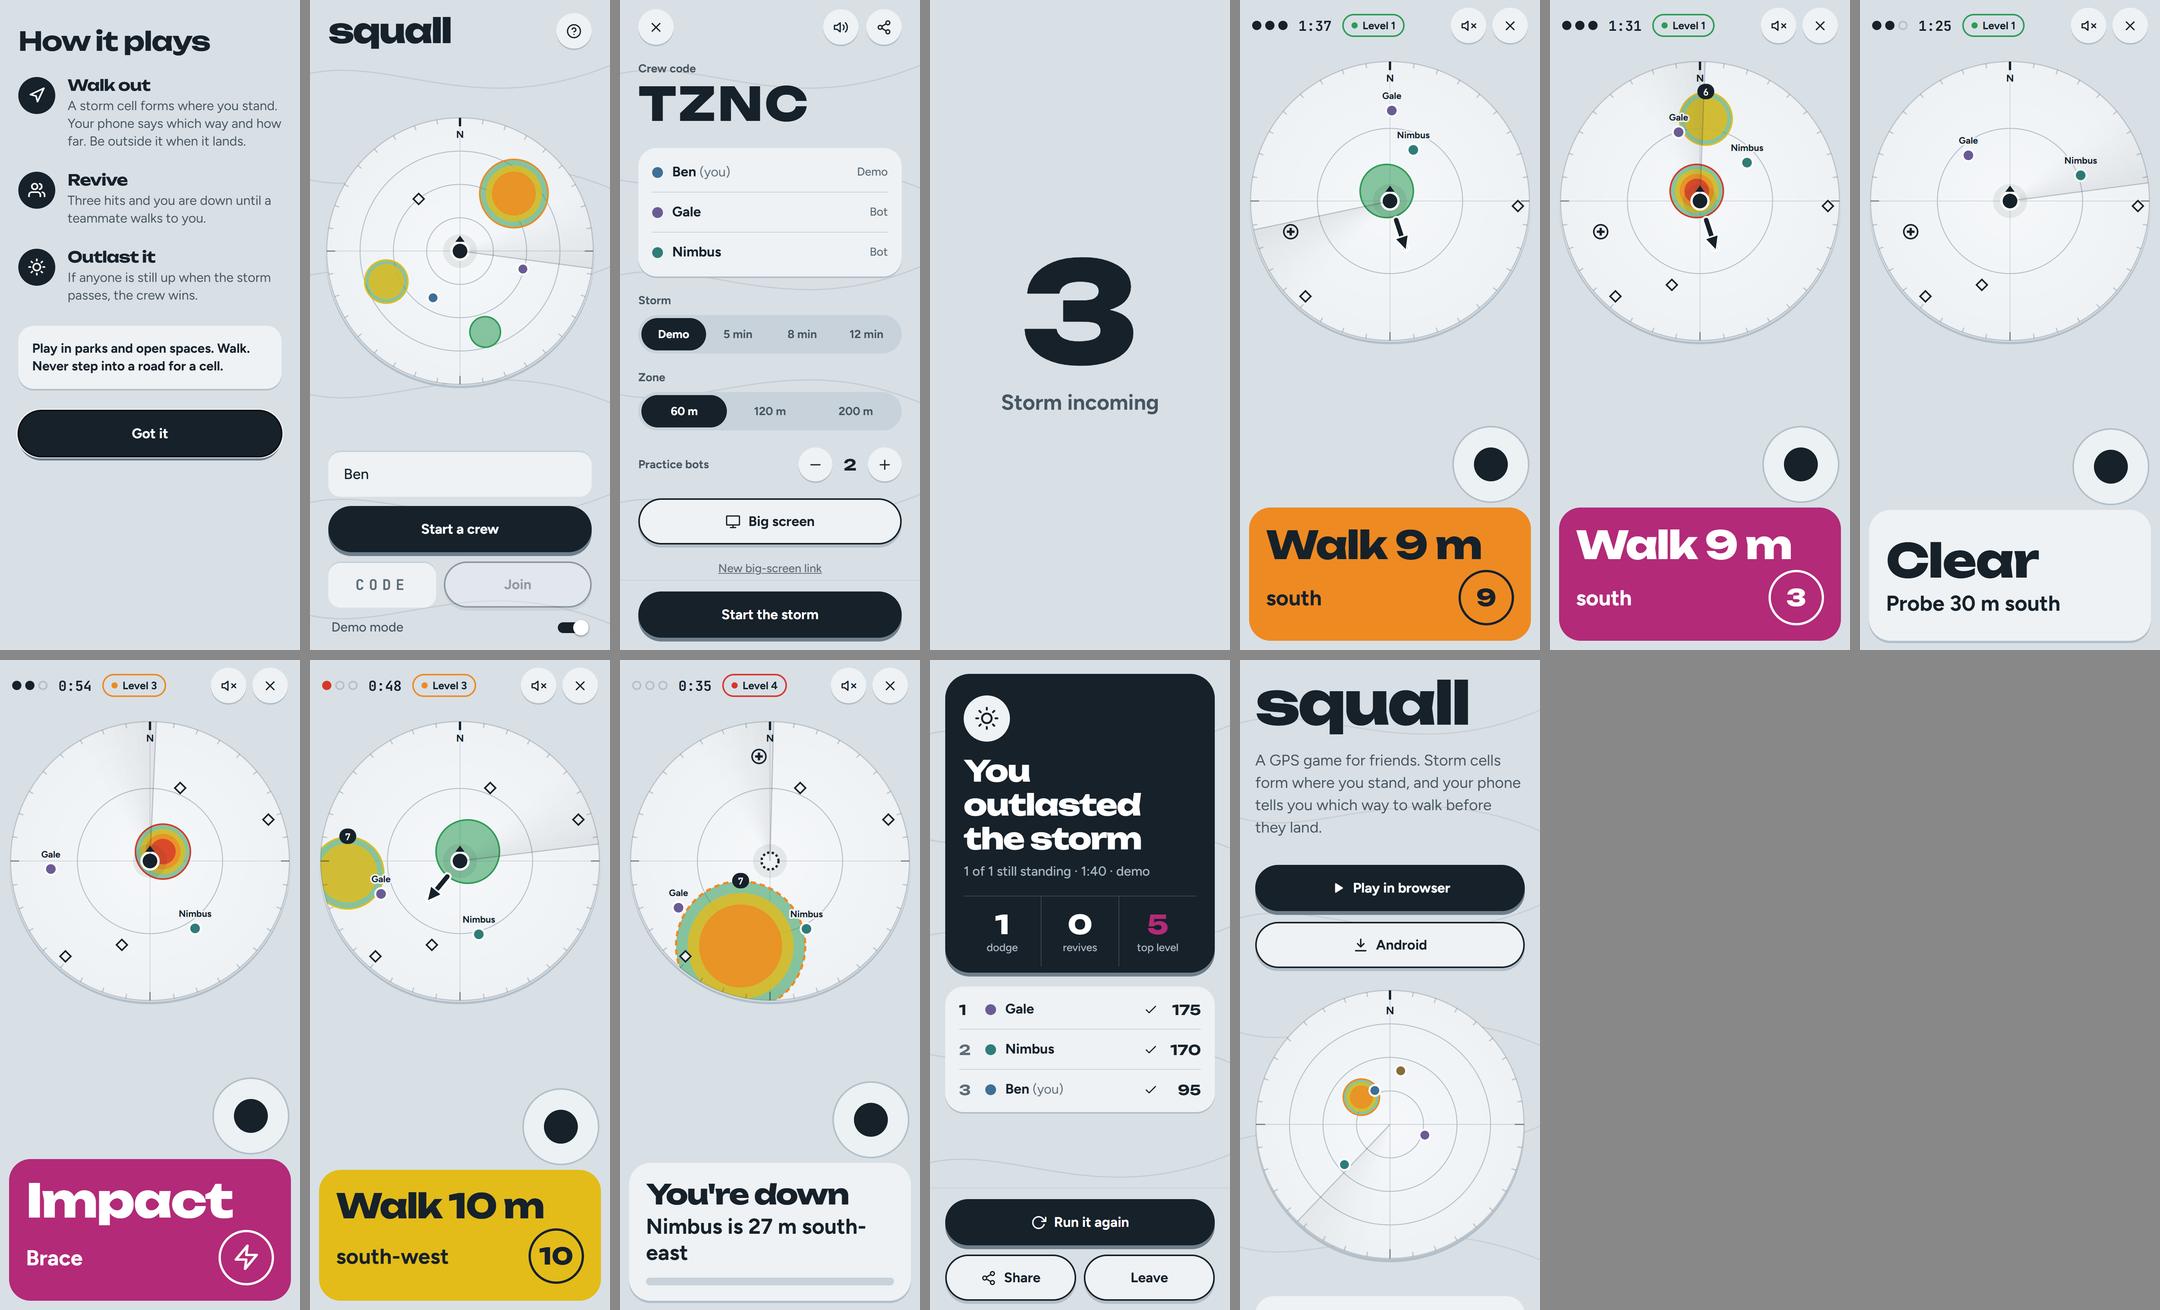 How it plays
Walk out
A storm cell forms where you stand.
Your phone says which way and how
far. Be outside it when it lands.
Revive
Three hits and you are down until a
teammate walks to you.
Outlast it
If anyone is still up when the storm
passes, the crew wins.
Play in parks and open spaces. Walk.
Never step into a road for a cell.
Got it
squall
N
Ben
Start a crew
CODE
Join
Demo mode
Crew code
TZNC
Ben (you)
Demo
Gale
Bot
Nimbus
Bot
Storm
Demo
5 min
8 min
12 min
Zone
60 m
120 m
200 m
Practice bots
2
Big screen
New big-screen link
Start the storm
3
Storm incoming
1:37
Level 1
N
Gale
Nimbus
Walk 9 m
south
9
1:31
Level 1
N
6
Gale
Nimbus
Walk 9 m
south
3
1:25
Level 1
N
Gale
Nimbus
Clear
Probe 30 m south
0:54
Level 3
N
Gale
Nimbus
Impact
Brace
0:48
Level 3
N
7
Gale
Nimbus
Walk 10 m
south-west
10
0:35
Level 4
N
7
Gale
Nimbus
You're down
Nimbus is 27 m south-
east
You
outlasted
the storm
1 of 1 still standing · 1:40 · demo
1
dodge
0
revives
5
top level
1
Gale
175
2
Nimbus
170
3
Ben (you)
95
Run it again
Share
Leave
squall
A GPS game for friends. Storm cells
form where you stand, and your phone
tells you which way to walk before
they land.
Play in browser
Android
N